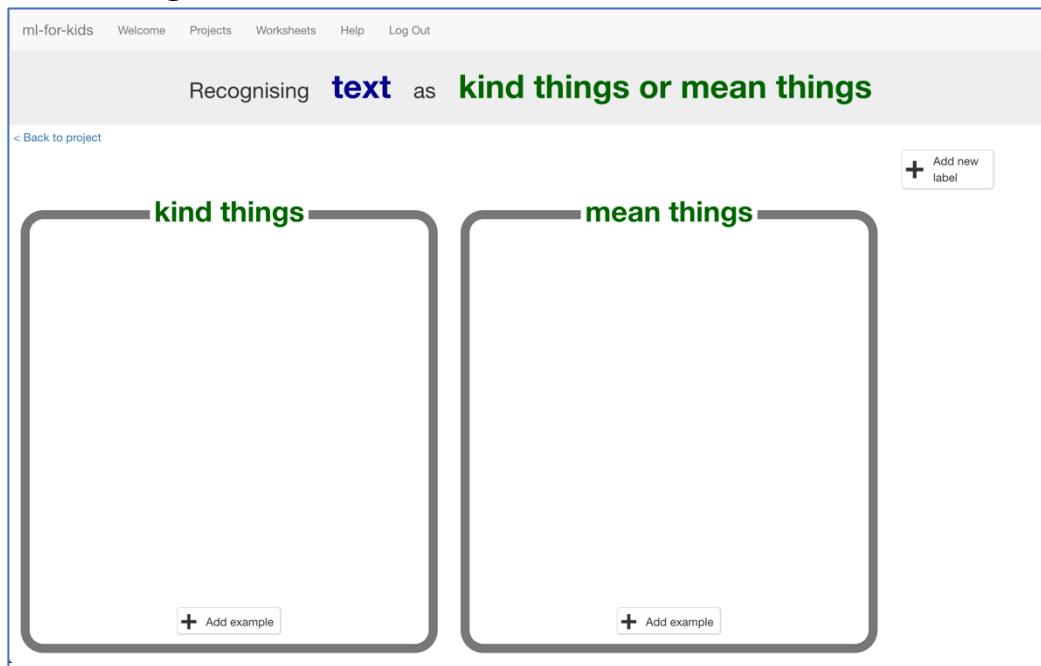 ml-for-kids Welcome Projects Worksheets Help Log Out
Recognising text as kind things or mean things
< Back to project
Add new
label
kind things mean things
Add example Add example